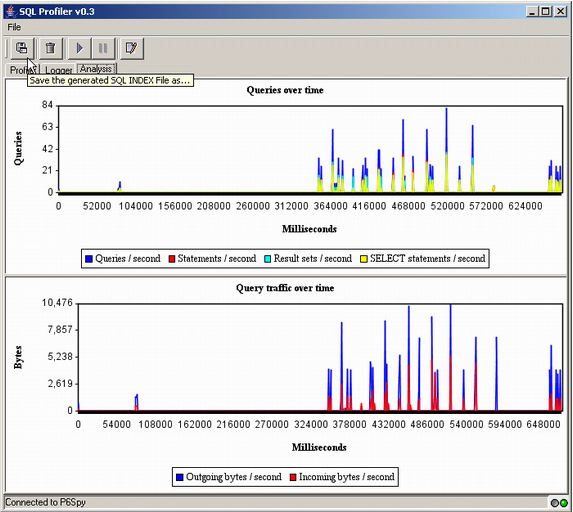 SQL Profiler v0.3
File
Profiler Logger Analysis
Save the generated SQL INDEX File as...
Queries over time
84
63
42
21
0
Queries
0 52000 104000 156000 208000 260000 312000 364000 416000 468000 520000 572000 624000
Milliseconds
Queries / second Statements / second Result sets / second SELECT statements / second
Query traffic over time
10,476
7,857
5,238
2,619
0
Bytes
0 54000 108000 162000 216000 270000 324000 378000 432000 486000 540000 594000 648000
Milliseconds
Outgoing bytes / second Incoming bytes / second
Connected to P6Spy